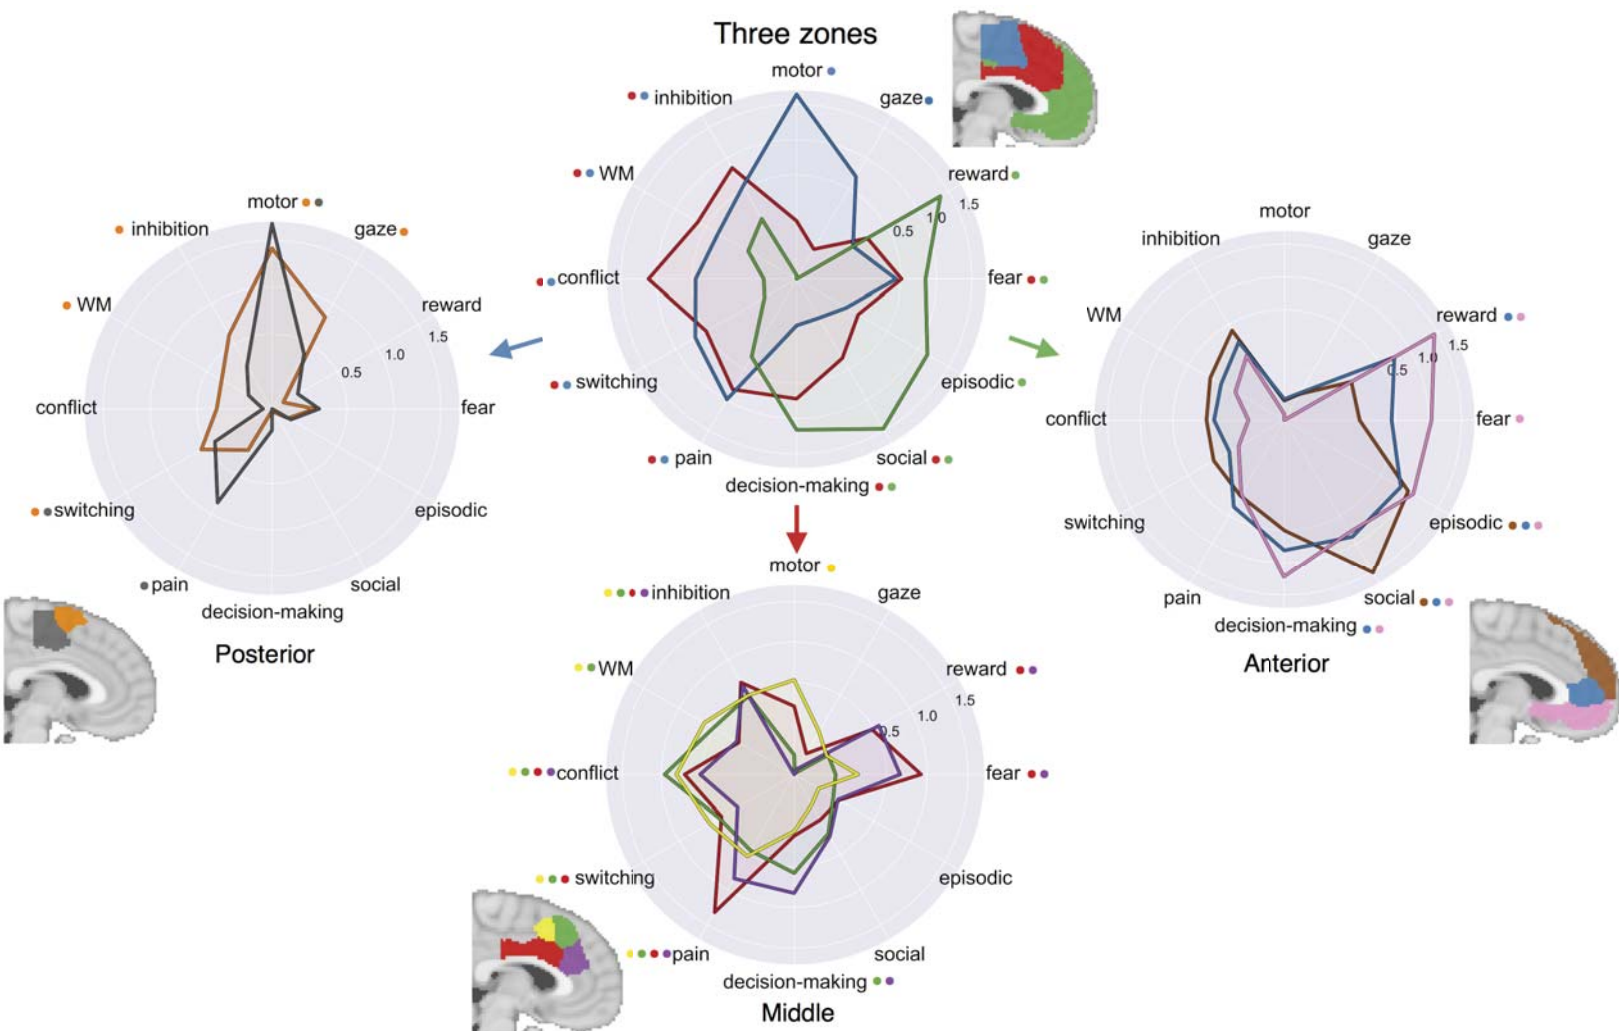 Three zones
motor
inhibition
gaze
WM
reward
1.5
1.0
0.5
conflict
fear
switching
episodic
pain
social
decision-making
motor
inhibition
gaze
WM
reward
1.5
1.0
0.5
conflict
fear
switching
episodic
pain
social
decision-making
Posterior
motor
inhibition
gaze
WM
reward
1.5
1.0
0.5
conflict
fear
switching
episodic
pain
social
decision-making
Anterior
motor
inhibition
gaze
WM
reward
1.5
1.0
0.5
conflict
fear
switching
episodic
pain
social
decision-making
Middle